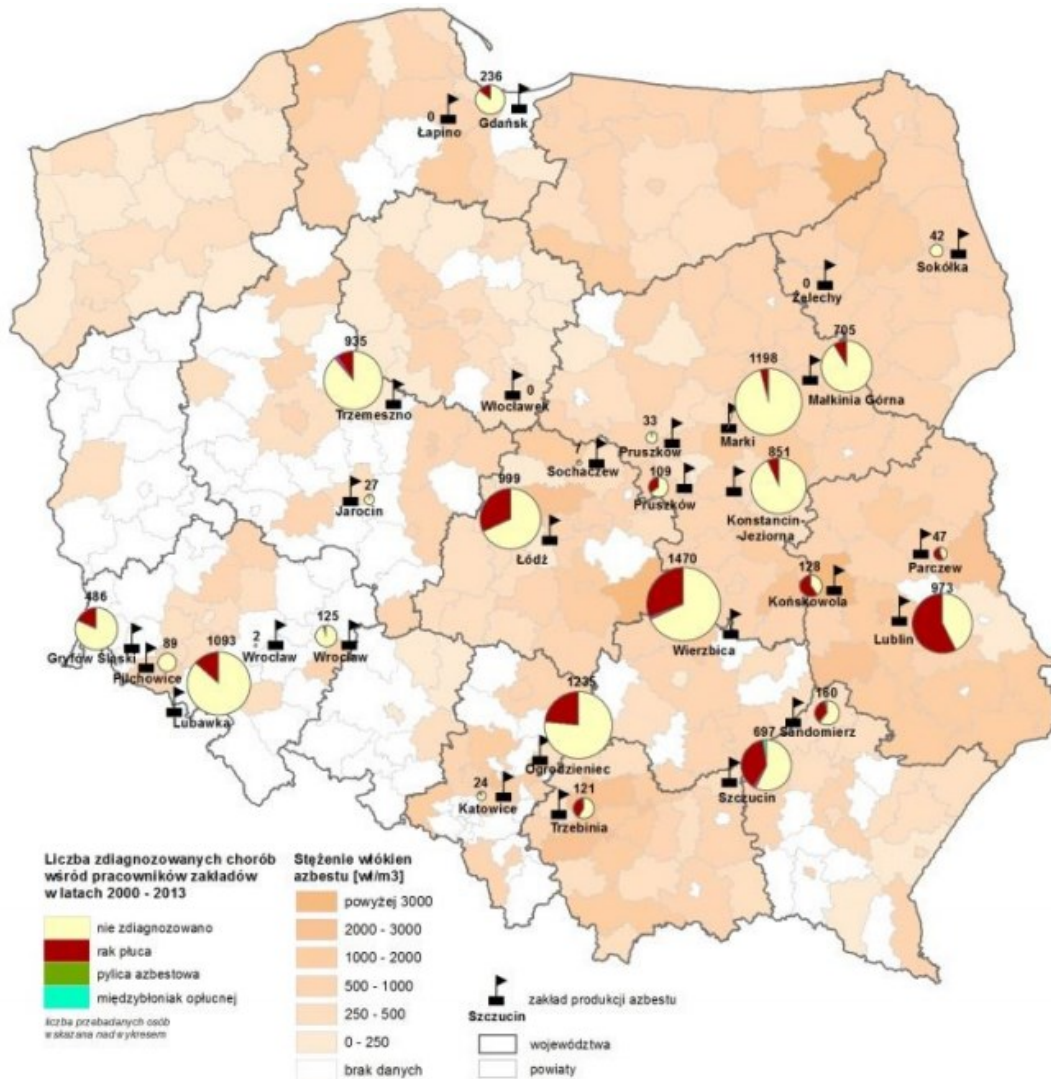 236
Gdańsk
0
Łapino
42
Sokółka
0
Żelechy
705
Małkinia Górna
1198
Marki
935
Trzemeszno
Włocławek
0
33
Pruszków
7
Sochaczew
109
Pruszków
851
Konstancin-
-Jeziorna
27
Jarocin
999
Łódź
47
Parczew
128
Końskowola
973
Lublin
1470
Wierzbica
486
Gryfów Śląski
89
Pilchowice
1093
Lubawka
2
Wrocław
125
Wrocław
1235
Ogrodzieniec
160
Sandomierz
697
Szczucin
24
Katowice
121
Trzebinia
Liczba zdiagnozowanych chorób
wśród pracowników zakładów
w latach 2000 - 2013
nie zdiagnozowano
rak płuca
pylica azbestowa
międzybłoniak opłucnej
liczba przebadanych osób
wskazana nad wykresem
Stężenie włókien
azbestu [wł/m3]
powyżej 3000
2000 - 3000
1000 - 2000
500 - 1000
250 - 500
0 - 250
brak danych
zakład produkcji azbestu
Szczucin
województwa
powiaty